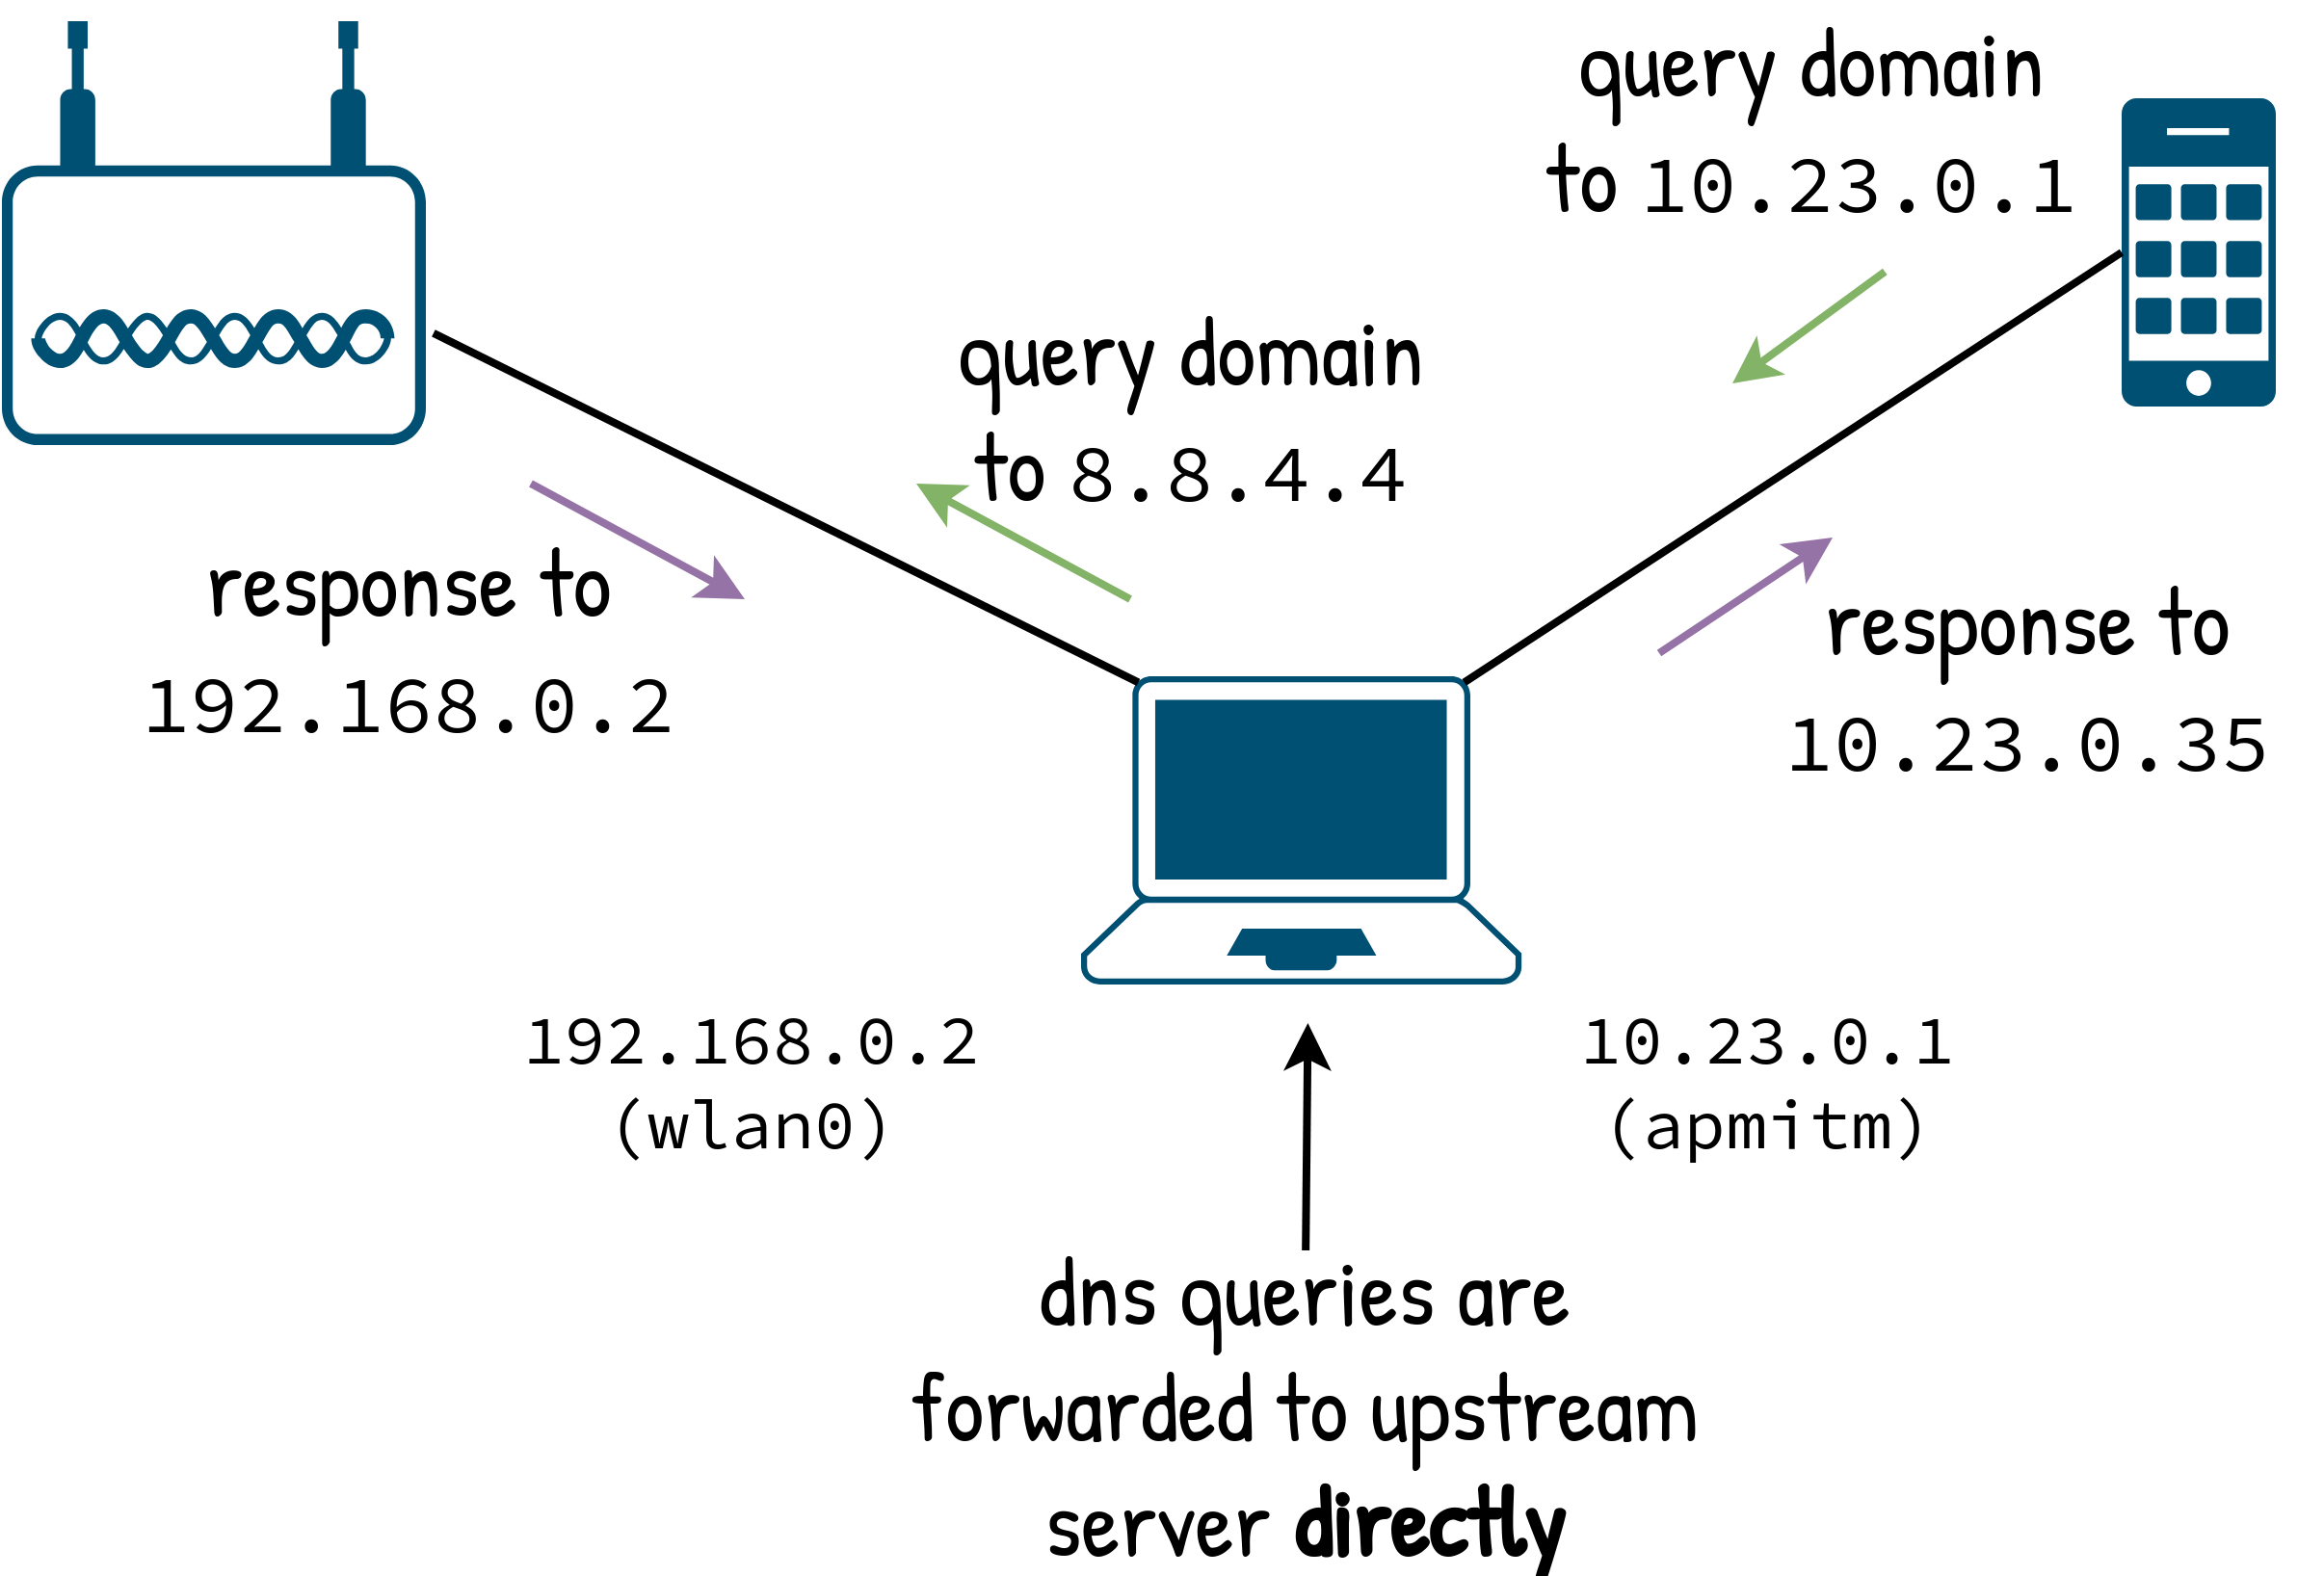 query domain
to 10.23.0.1
query domain
to 8.8.4.4
response to
192.168.0.2
response to
10.23.0.35
192.168.0.2
(wlan0)
10.23.0.1
(apmitm)
dns queries are
forwarded to upstream
server directly